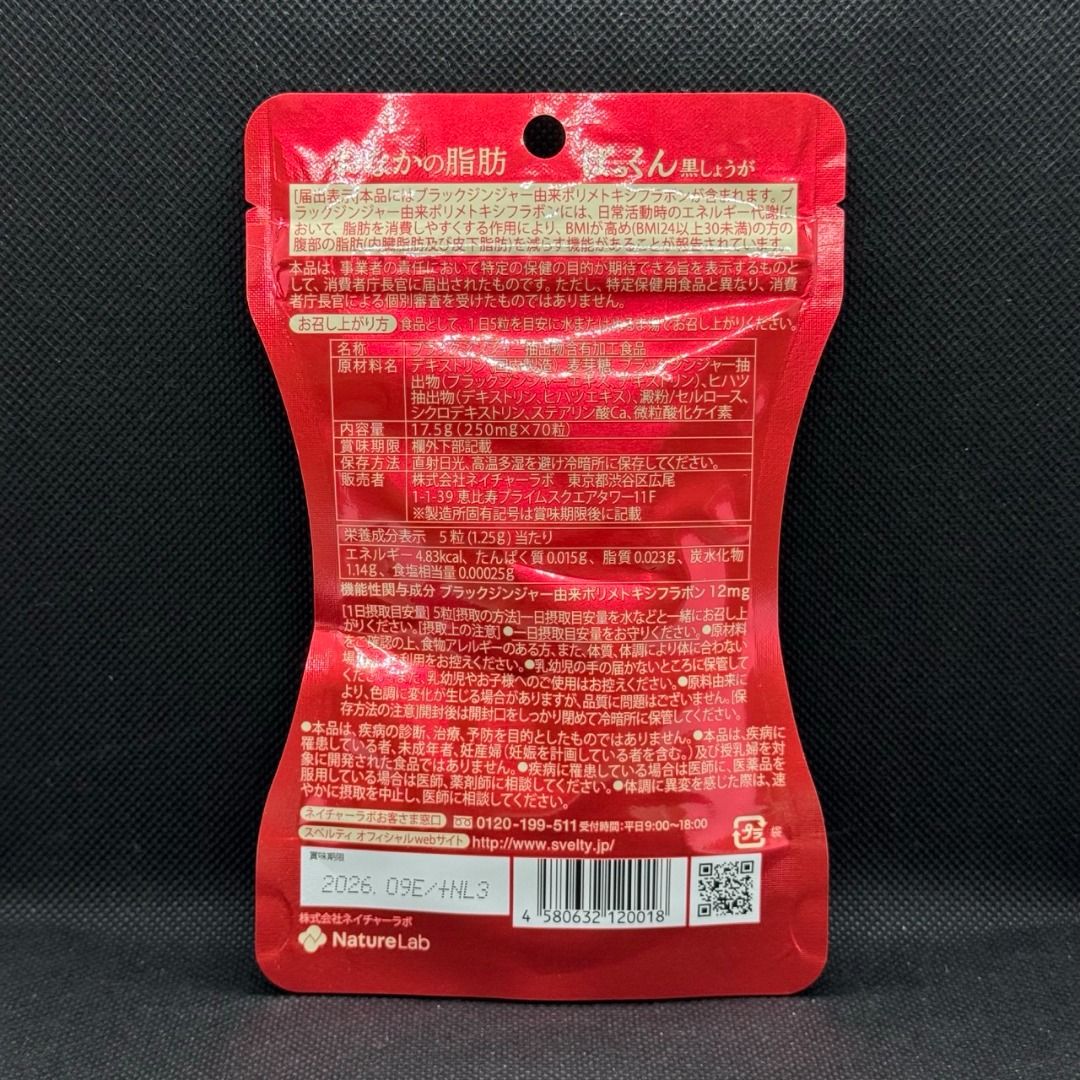 なかの脂肪 ぱくん 黒しょうが
[届出表示]本品にはブラックジンジャー由来ポリメトキシフラボンが含まれます。ブ
ラックジンジャー由来ポリメトキシフラボンには、日常活動時のエネルギー代謝に
おいて、脂肪を消費しやすくする作用により、BMIが高め(BMI24以上30未満)の方の
腹部の脂肪(内臓脂肪及び皮下脂肪)を減らす機能があることが報告されています。
本品は、事業者の責任において特定の保健の目的が期待できる旨を表示するものと
して、消費者庁長官に届出されたものです。ただし、特定保健用食品と異なり、消費
者庁長官による個別審査を受けたものではありません。
お召し上がり方 食品として、1日5粒を目安に水またはぬるま湯でお召し上がりください。
名称 ブラックジンジャー抽出物含有加工食品
原材料名 デキストリン(国内製造)、麦芽糖、ブラックジンジャー抽
出物(ブラックジンジャーエキス、デキストリン)、ヒハツ
抽出物(デキストリン、ヒハツエキス)、澱粉/セルロース、
シクロデキストリン、ステアリン酸Ca、微粒酸化ケイ素
内容量 17.5g(250mg×70粒)
賞味期限 欄外下部記載
保存方法 直射日光、高温多湿を避け冷暗所に保存してください。
販売者 株式会社ネイチャーラボ 東京都渋谷区広尾
1-1-39 恵比寿プライムスクエアタワー11F
※製造所固有記号は賞味期限後に記載
栄養成分表示 5粒(1.25g)当たり
エネルギー4.83kcal、たんぱく質0.015g、脂質0.023g、炭水化物
1.14g、食塩相当量0.00025g
機能性関与成分 ブラックジンジャー由来ポリメトキシフラボン 12mg
[1日摂取目安量]5粒[摂取の方法]一日摂取目安量を水などと一緒にお召し上
がりください。[摂取上の注意]●一日摂取目安量をお守りください。●原材料
をご確認の上、食物アレルギーのある方、また、体質、体調により体に合わない
場合は、ご利用をお控えください。●乳幼児の手の届かないところに保管して
ください。また、乳幼児やお子様へのご使用はお控えください。●原料由来に
より、色調に変化が生じる場合がありますが、品質に問題はございません。[保
存方法の注意]開封後は開封口をしっかり閉めて冷暗所に保管してください。
●本品は、疾病の診断、治療、予防を目的としたものではありません。●本品は、疾病に
罹患している者、未成年者、妊産婦(妊娠を計画している者を含む。)及び授乳婦を対
象に開発された食品ではありません。●疾病に罹患している場合は医師に、医薬品を
服用している場合は医師、薬剤師に相談してください。●体調に異変を感じた際は、速
やかに摂取を中止し、医師に相談してください。
ネイチャーラボお客さま窓口 0120-199-511 受付時間:平日9:00〜18:00
スベルティ オフィシャルwebサイト http://www.svelty.jp/
プラ 袋
賞味期限
2026. 09E/+NL3
4 580632 120018
株式会社ネイチャーラボ
NatureLab